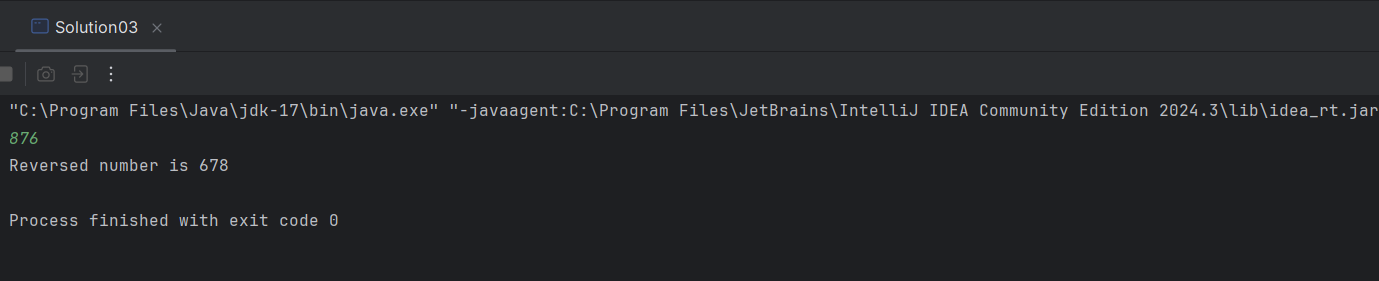 Solution03
"C:\Program Files\Java\jdk-17\bin\java.exe" "-javaagent:C:\Program Files\JetBrains\IntelliJ IDEA Community Edition 2024.3\lib\idea_rt.jar
876
Reversed number is 678
Process finished with exit code 0